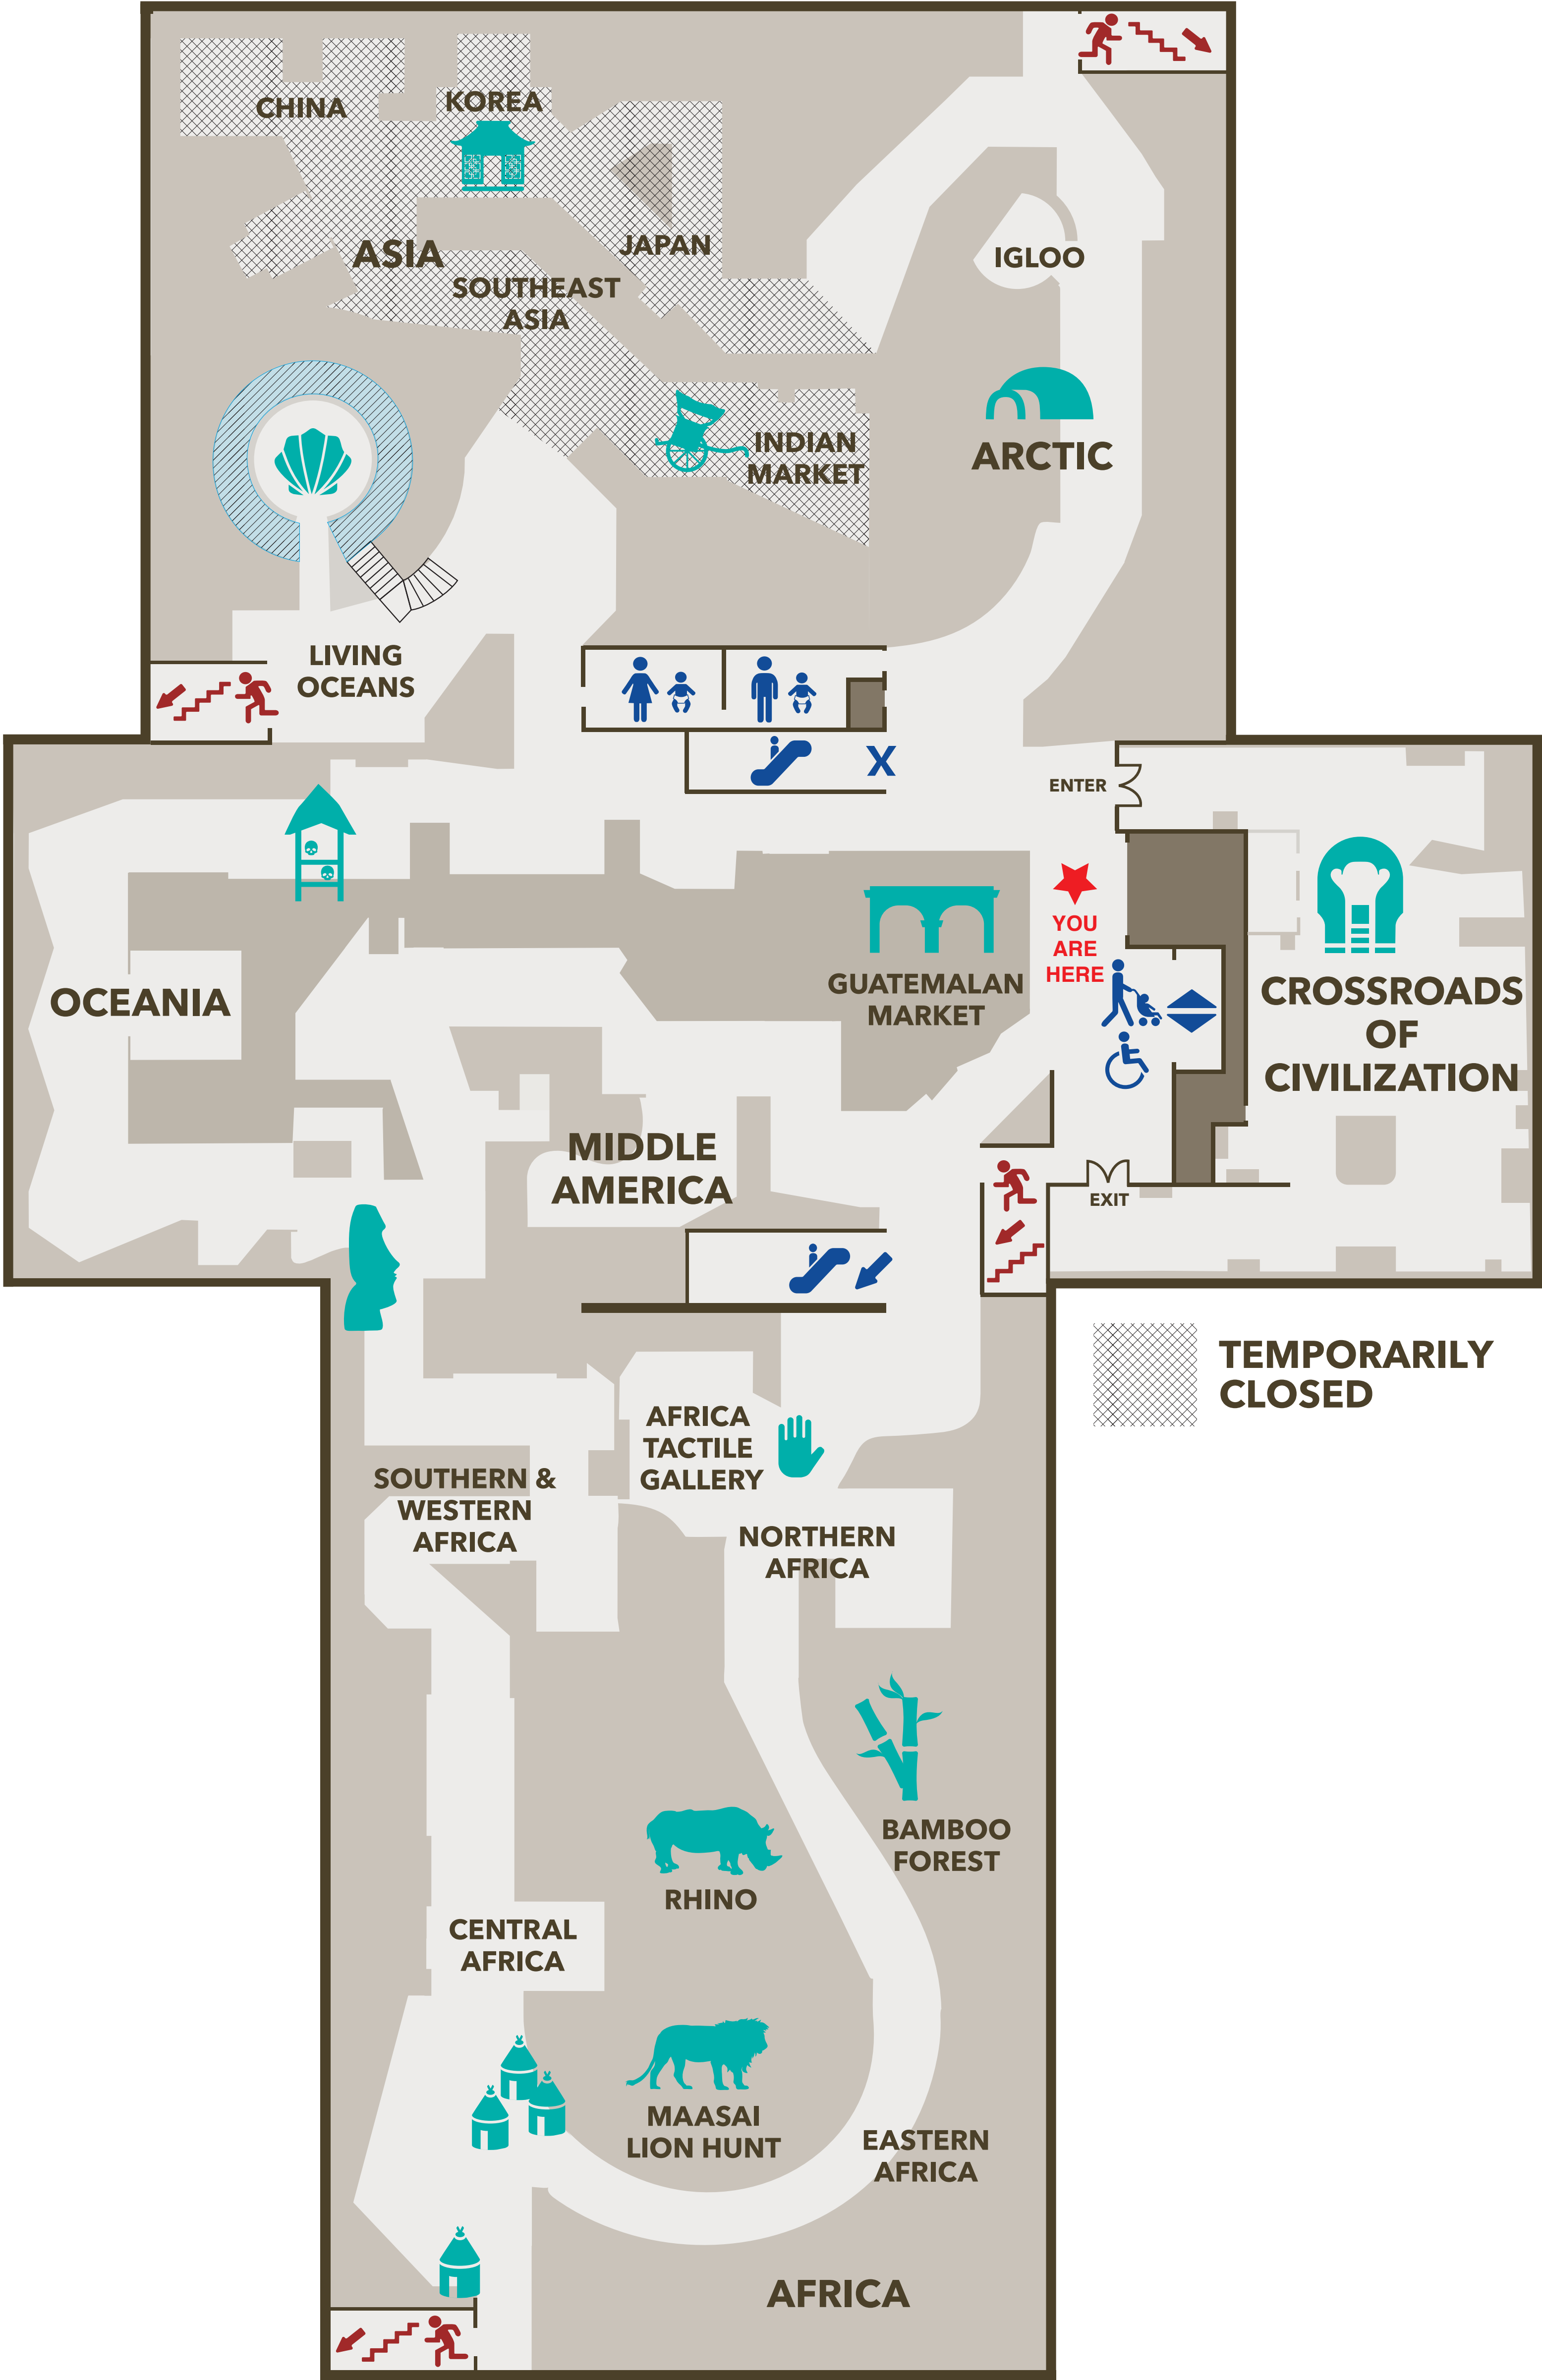 CHINA
KOREA
ASIA
JAPAN
SOUTHEAST
ASIA
IGLOO
INDIAN
MARKET
ARCTIC
LIVING
OCEANS
X
ENTER
YOU
ARE
HERE
OCEANIA
GUATEMALAN
MARKET
CROSSROADS
OF
CIVILIZATION
MIDDLE
AMERICA
EXIT
TEMPORARILY
CLOSED
AFRICA
TACTILE
GALLERY
SOUTHERN &
WESTERN
AFRICA
NORTHERN
AFRICA
BAMBOO
FOREST
RHINO
CENTRAL
AFRICA
MAASAI
LION HUNT
EASTERN
AFRICA
AFRICA